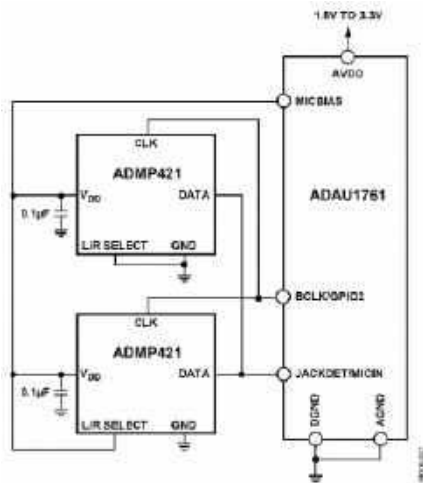 1.8V TO 3.3V
AVDD
MICBIAS
CLK
ADMP421
ADAU1761
VDD
DATA
0.1µF
L/R SELECT
GND
CLK
BCLK/GPIO2
ADMP421
VDD
DATA
JACKDET/MICIN
0.1µF
L/R SELECT
GND
DGND
AGND